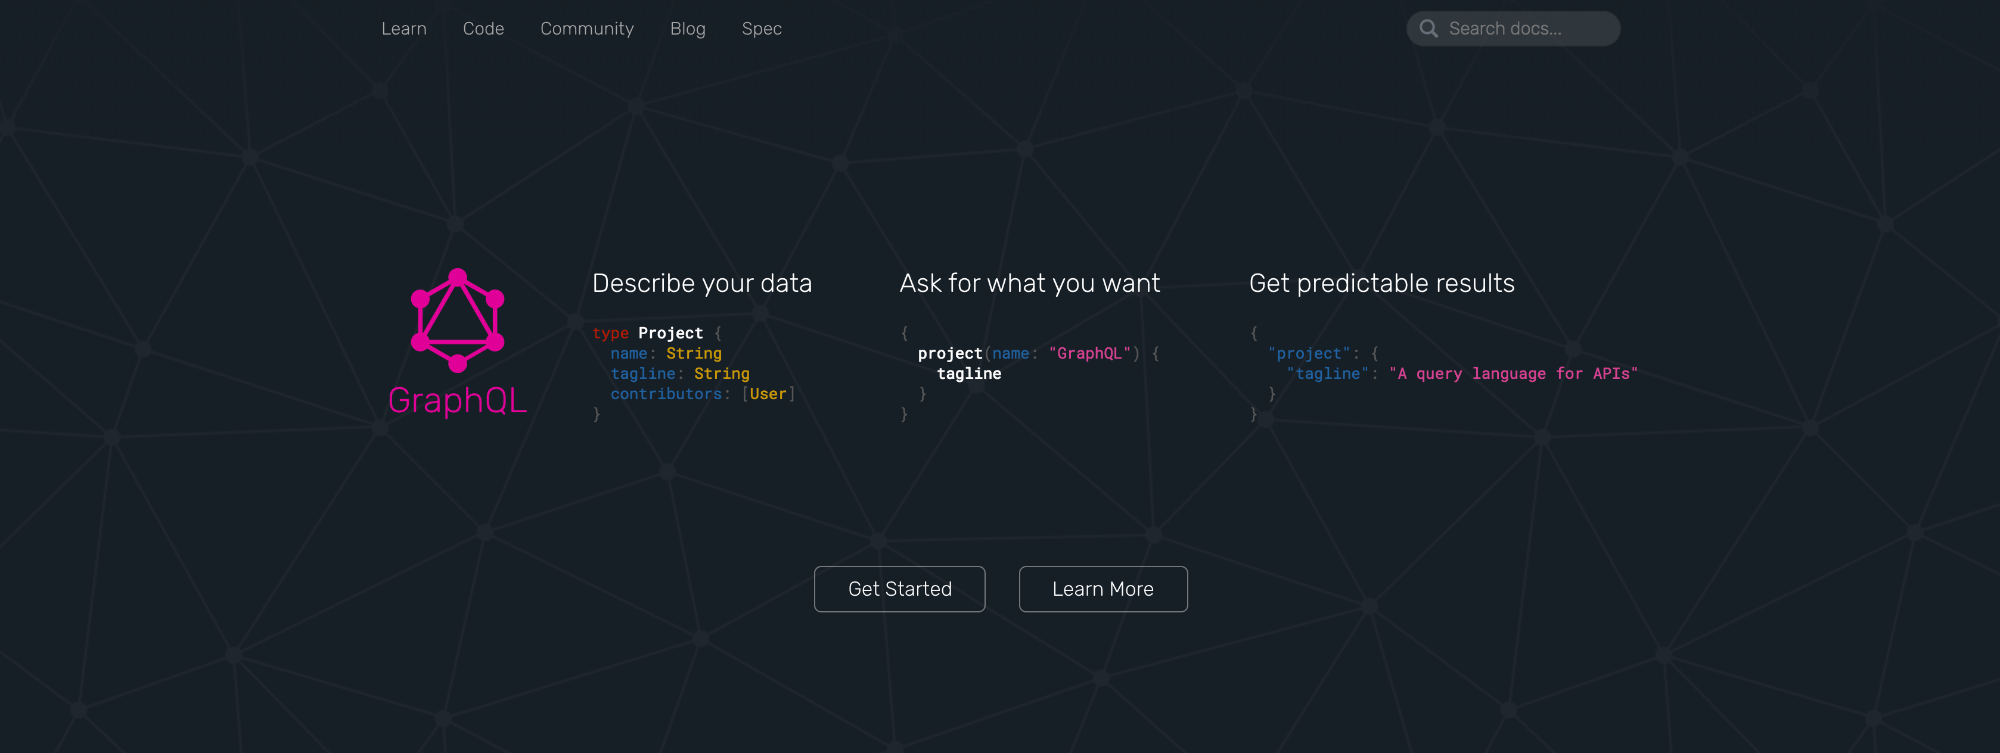 Learn Code Community Blog Spec
Search docs...
GraphQL
Describe your data
type Project {
  name: String
  tagline: String
  contributors: [User]
}
Ask for what you want
{
  project(name: "GraphQL") {
    tagline
  }
}
Get predictable results
{
  "project": {
    "tagline": "A query language for APIs"
  }
}
Get Started
Learn More